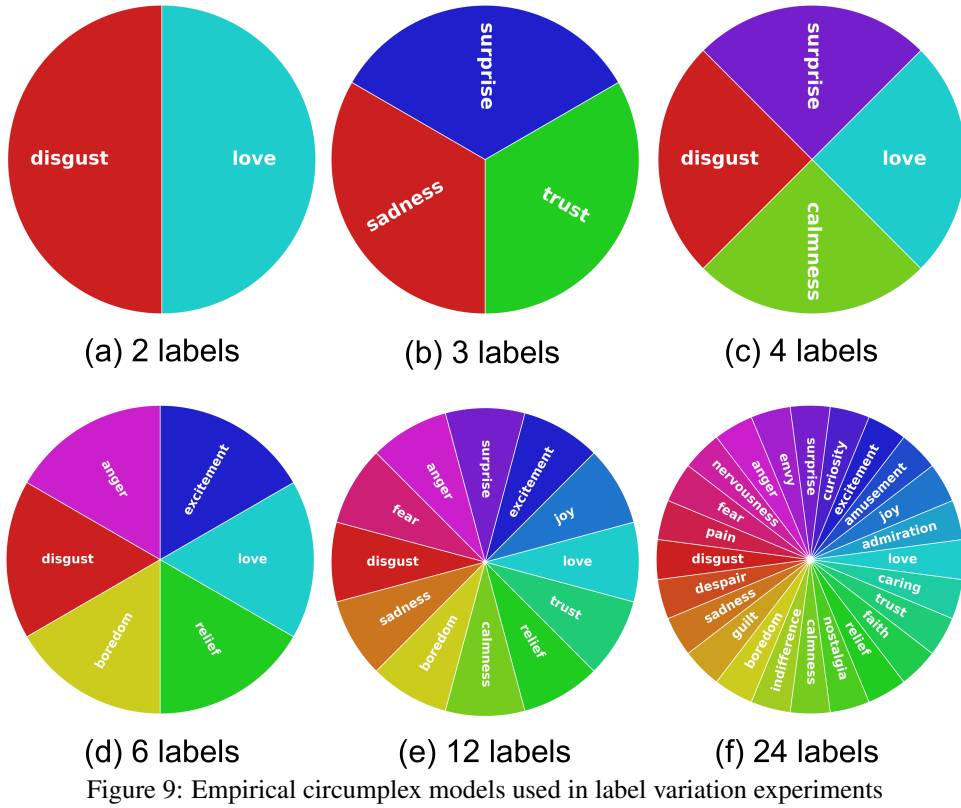 disgust
love
(a) 2 labels
surprise
sadness
trust
(b) 3 labels
surprise
disgust
love
calmness
(c) 4 labels
anger
excitement
disgust
love
boredom
relief
(d) 6 labels
surprise
anger
excitement
fear
joy
disgust
love
sadness
trust
boredom
relief
calmness
(e) 12 labels
surprise
curiosity
excitement
amusement
joy
admiration
love
caring
trust
faith
relief
nostalgia
calmness
indifference
boredom
guilt
sadness
despair
disgust
pain
fear
nervousness
anger
envy
(f) 24 labels
Figure 9: Empirical circumplex models used in label variation experiments